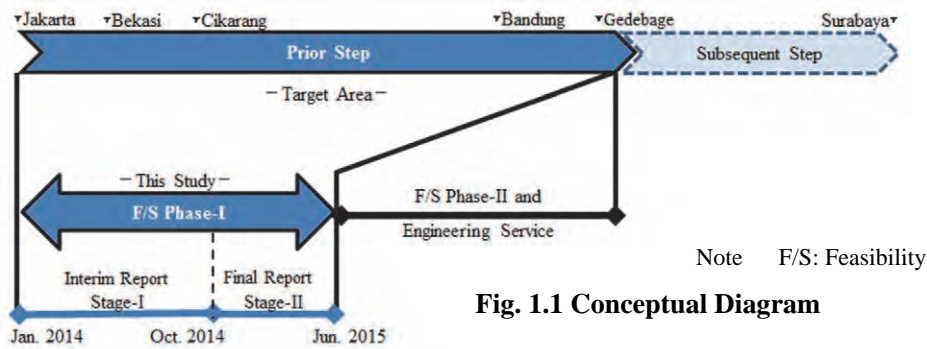 ▾Jakarta ▾Bekasi ▾Cikarang ▾Bandung ▾Gedebage Surabaya▾
Prior Step
Subsequent Step
－Target Area－
－This Study－
F/S Phase-I
F/S Phase-II and
Engineering Service
Interim Report
Stage-I
Final Report
Stage-II
Jan. 2014 Oct. 2014 Jun. 2015
Note F/S: Feasibility
Fig. 1.1 Conceptual Diagram